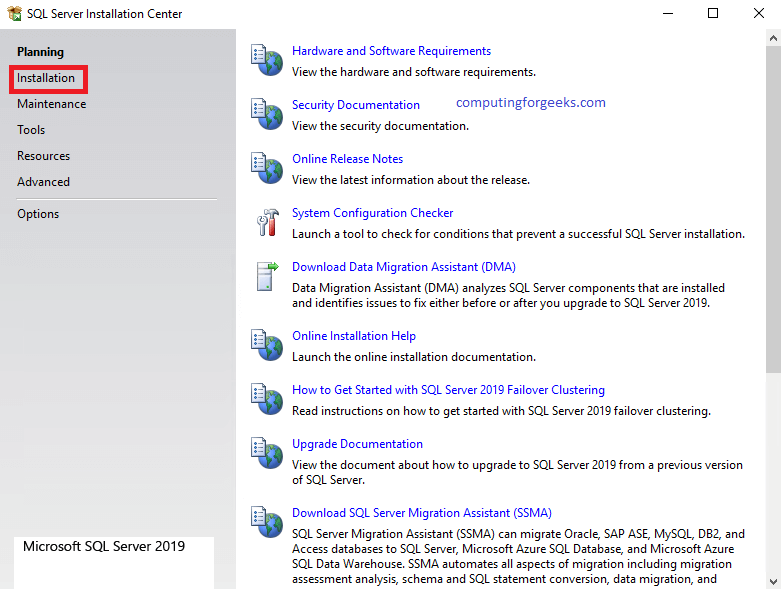 SQL Server Installation Center
Planning
Installation
Maintenance
Tools
Resources
Advanced
Options
Microsoft SQL Server 2019
Hardware and Software Requirements
View the hardware and software requirements.
Security Documentation
computingforgeeks.com
View the security documentation.
Online Release Notes
View the latest information about the release.
System Configuration Checker
Launch a tool to check for conditions that prevent a successful SQL Server installation.
Download Data Migration Assistant (DMA)
Data Migration Assistant (DMA) analyzes SQL Server components that are installed
and identifies issues to fix either before or after you upgrade to SQL Server 2019.
Online Installation Help
Launch the online installation documentation.
How to Get Started with SQL Server 2019 Failover Clustering
Read instructions on how to get started with SQL Server 2019 failover clustering.
Upgrade Documentation
View the document about how to upgrade to SQL Server 2019 from a previous version
of SQL Server.
Download SQL Server Migration Assistant (SSMA)
SQL Server Migration Assistant (SSMA) can migrate Oracle, SAP ASE, MySQL, DB2, and
Access databases to SQL Server, Microsoft Azure SQL Database, and Microsoft Azure
SQL Data Warehouse. SSMA automates all aspects of migration including migration
assessment analysis, schema and SQL statement conversion, data migration, and